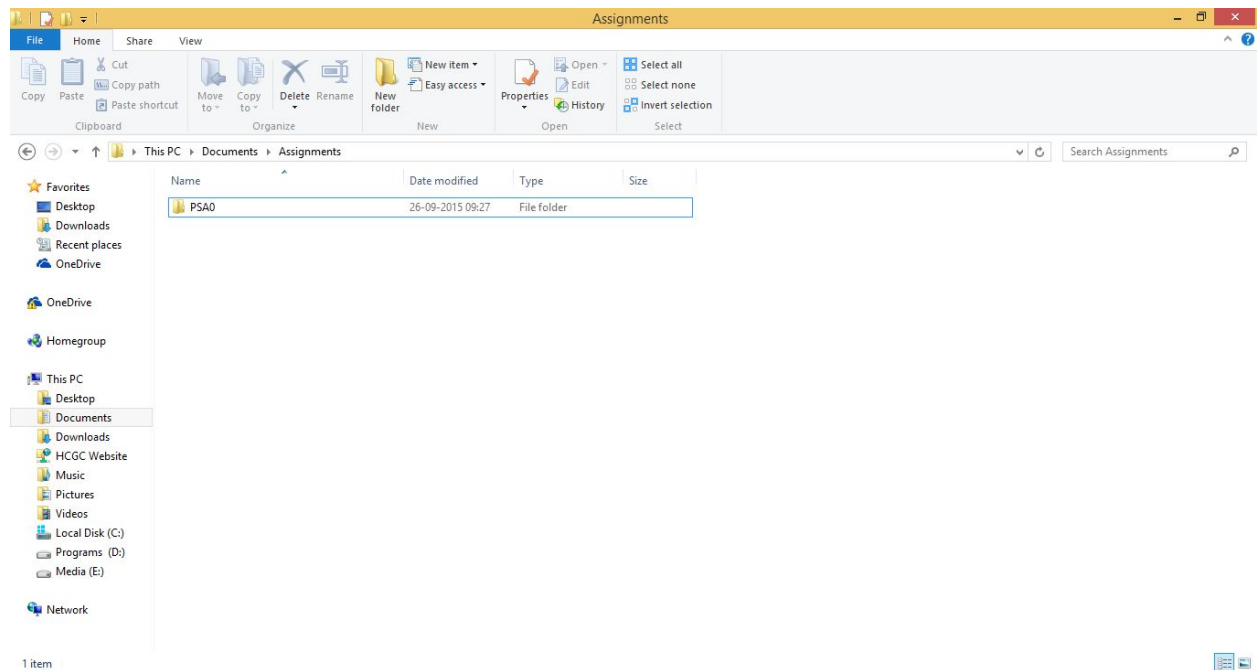 Assignments
File Home Share View
Copy
Paste
Cut
Copy path
Paste shortcut
Clipboard
Move to
Copy to
Delete
Rename
Organize
New folder
New item
Easy access
New
Properties
Open
Edit
History
Open
Select all
Select none
Invert selection
Select
This PC Documents Assignments
Search Assignments
Favorites
Desktop
Downloads
Recent places
OneDrive
OneDrive
Homegroup
This PC
Desktop
Documents
Downloads
HCGC Website
Music
Pictures
Videos
Local Disk (C:)
Programs (D:)
Media (E:)
Network
Name Date modified Type Size
PSA0 26-09-2015 09:27 File folder
1 item